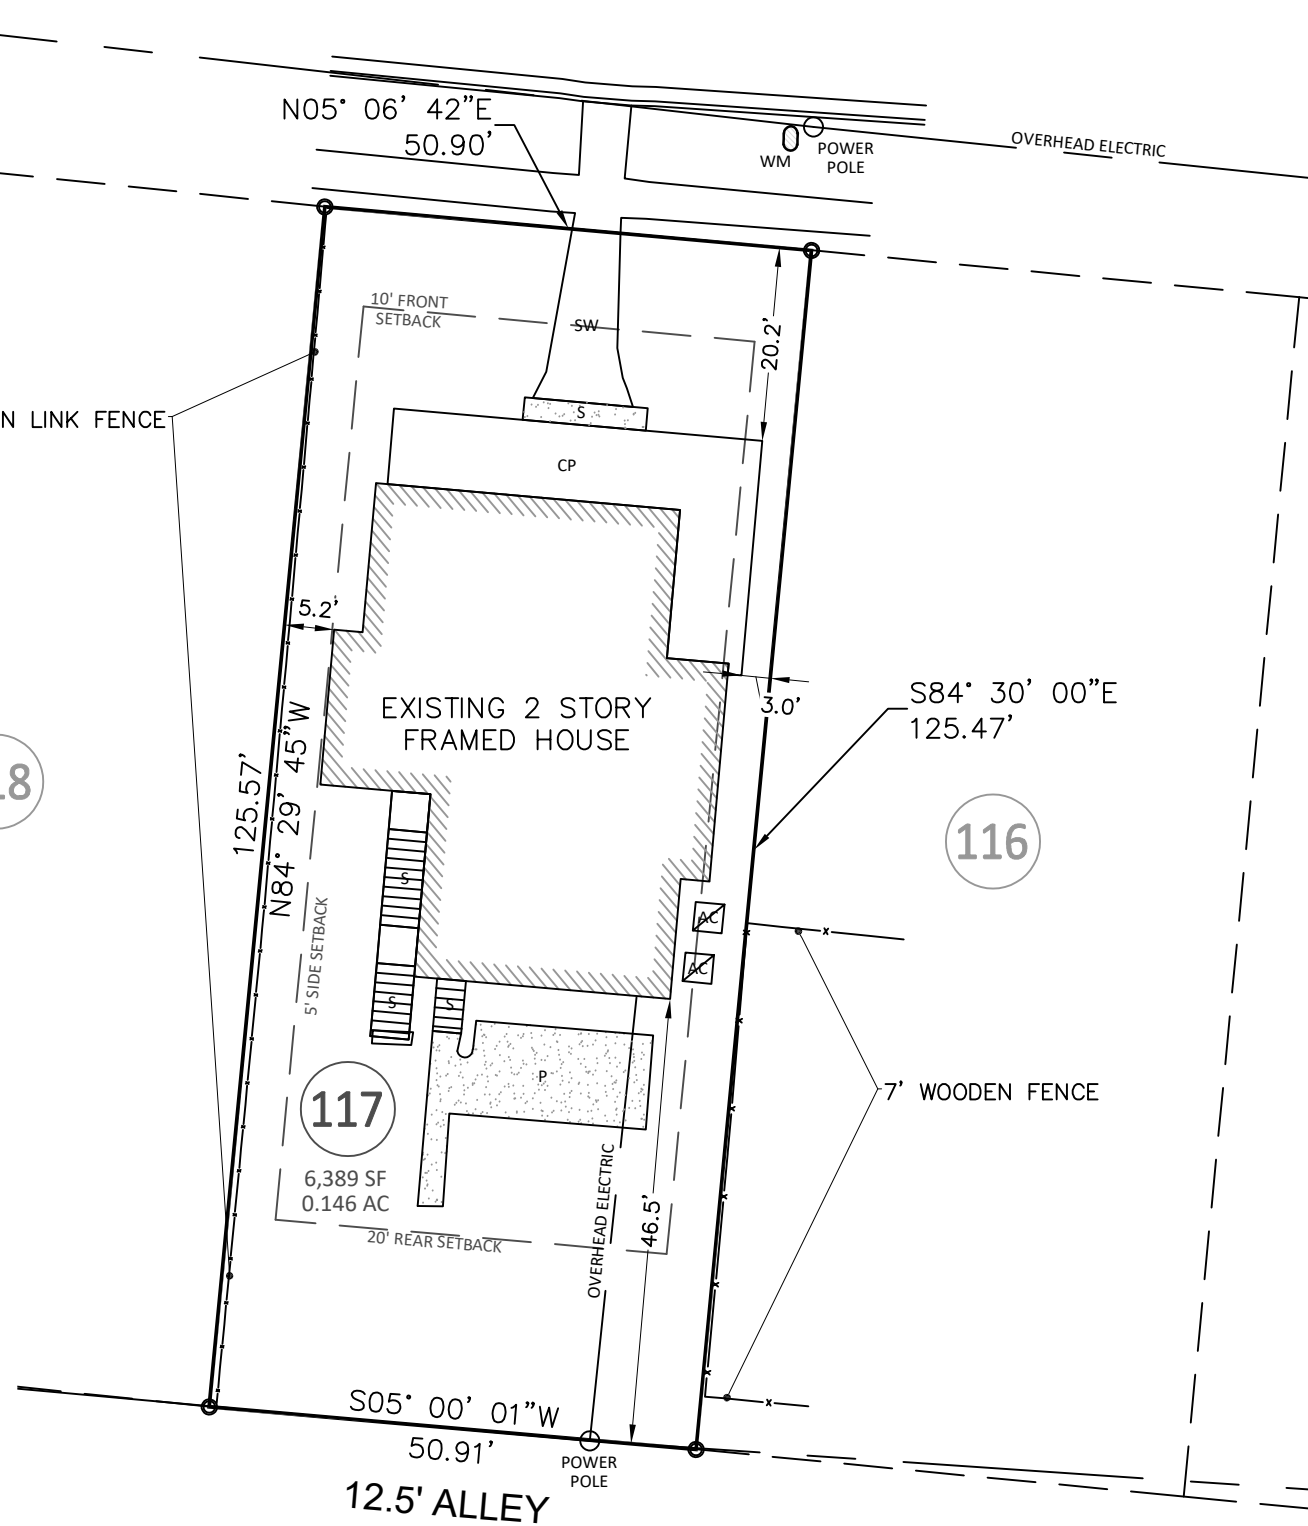 N05° 06' 42"E
50.90'
OVERHEAD ELECTRIC
WM
POWER
POLE
10' FRONT
SETBACK
SW
20.2'
S
N LINK FENCE
CP
5.2'
EXISTING 2 STORY
FRAMED HOUSE
3.0'
S84° 30' 00"E
125.47'
125.57'
N84° 29' 45"W
18
116
S
AC
AC
5' SIDE SETBACK
S
S
P
7' WOODEN FENCE
117
6,389 SF
0.146 AC
20' REAR SETBACK
OVERHEAD ELECTRIC
46.5'
S05° 00' 01"W
50.91'
POWER
POLE
12.5' ALLEY